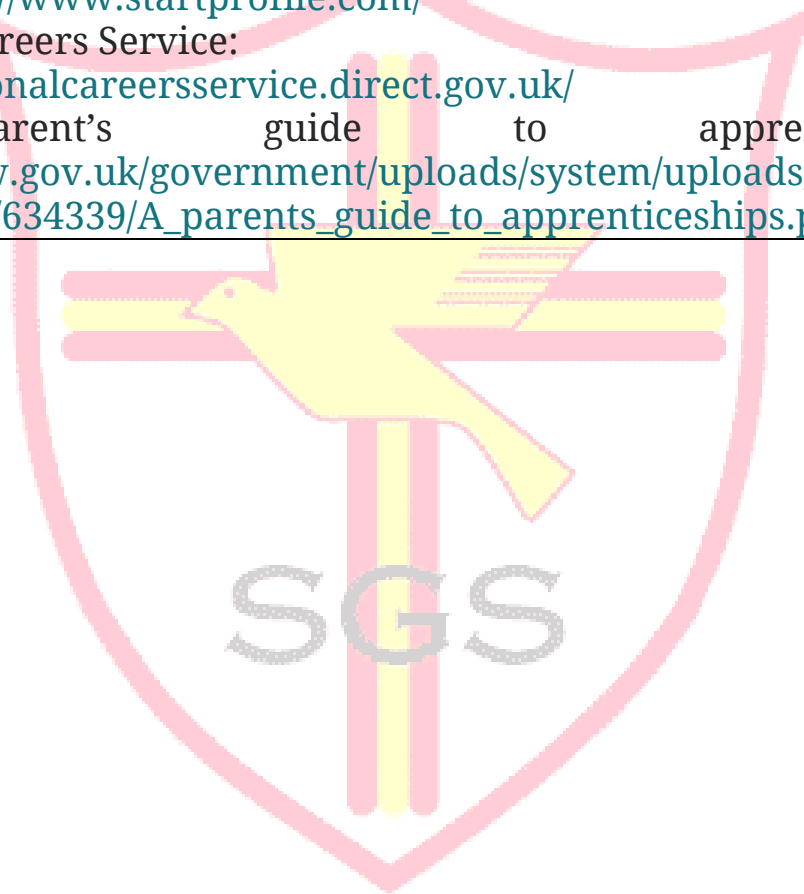 //www.startprofile.com/
reers Service:
onalcareersservice.direct.gov.uk/
arent's guide to appre
w.gov.uk/government/uploads/system/uploads
/634339/A_parents_guide_to_apprenticeships.p
SGS